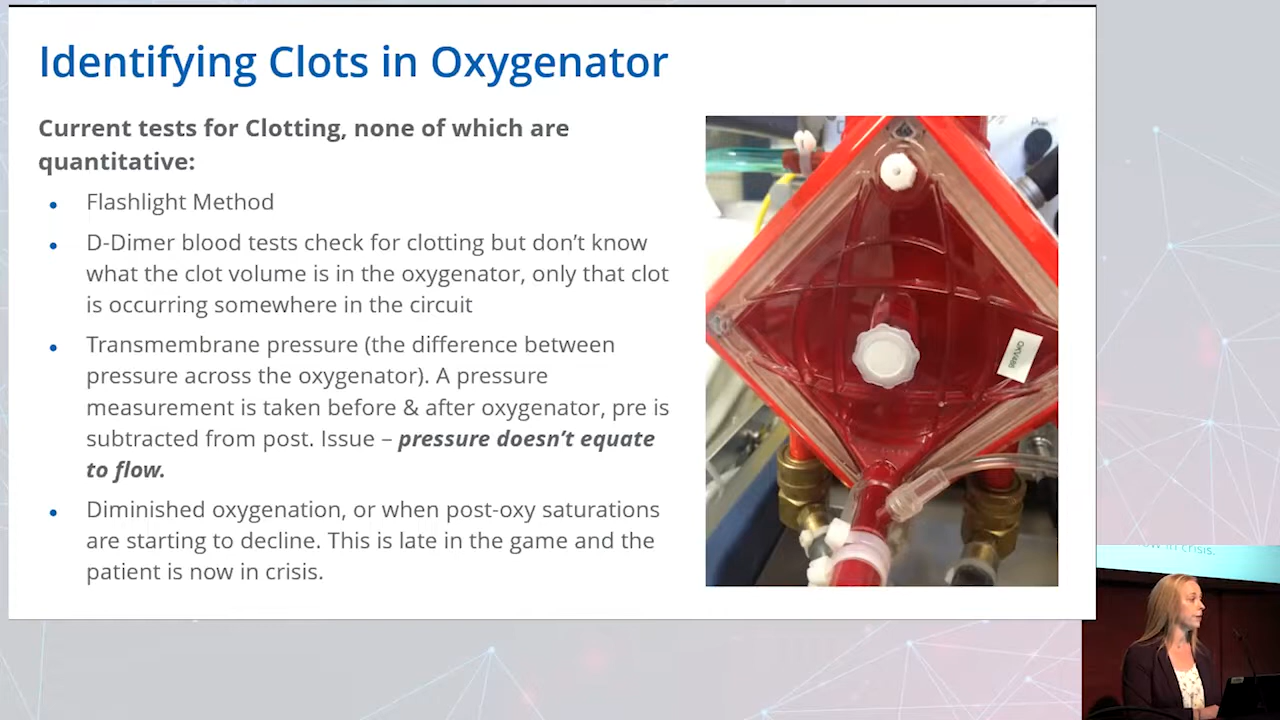 Identifying Clots in Oxygenator
Current tests for Clotting, none of which are
quantitative:
• Flashlight Method
• D-Dimer blood tests check for clotting but don’t know
what the clot volume is in the oxygenator, only that clot
is occurring somewhere in the circuit
• Transmembrane pressure (the difference between
pressure across the oxygenator). A pressure
measurement is taken before & after oxygenator, pre is
subtracted from post. Issue – pressure doesn’t equate
to flow.
• Diminished oxygenation, or when post-oxy saturations
are starting to decline. This is late in the game and the
patient is now in crisis.
now in crisis.